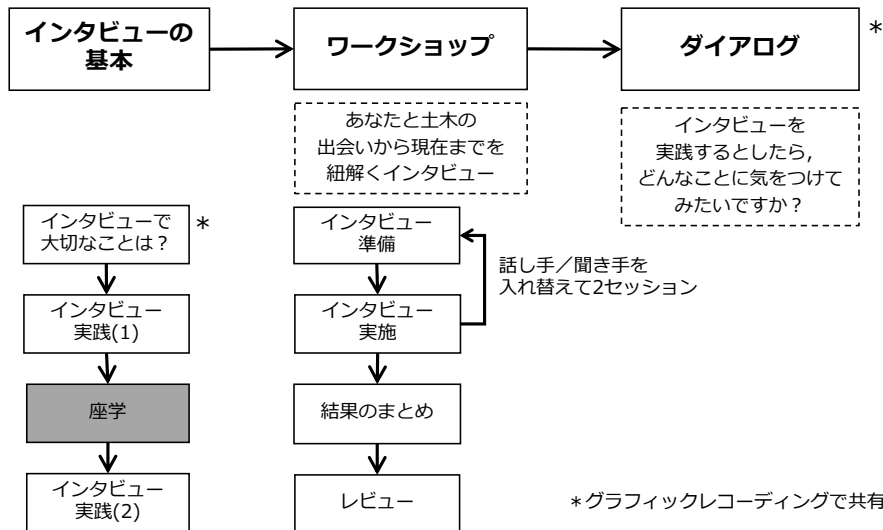 インタビューの
基本
ワークショップ
ダイアログ
*
あなたと土木の
出会いから現在までを
紐解くインタビュー
インタビューを
実践するとしたら,
どんなことに気をつけて
みたいですか？
インタビューで
大切なことは？
*
インタビュー
実践(1)
座学
インタビュー
実践(2)
インタビュー
準備
インタビュー
実施
結果のまとめ
レビュー
話し手／聞き手を
入れ替えて2セッション
*グラフィックレコーディングで共有